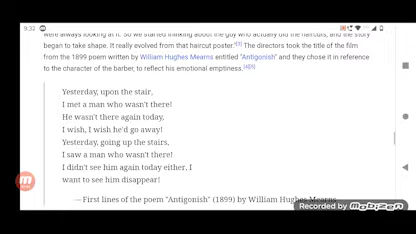 9:32
were always looking at it. So we started thinking about the guy who actually did the haircuts, and the story
began to take shape. It really evolved from that haircut poster."[3] The directors took the title of the film
from the 1899 poem written by William Hughes Mearns entitled "Antigonish" and they chose it in reference
to the character of the barber, to reflect his emotional emptiness.[4][5]
Yesterday, upon the stair,
I met a man who wasn't there!
He wasn't there again today,
I wish, I wish he'd go away!
Yesterday, going up the stairs,
I saw a man who wasn't there!
I didn't see him again today either, I
want to see him disappear!
—First lines of the poem "Antigonish" (1899) by William Hughes Mearns
Recorded by Mobizen